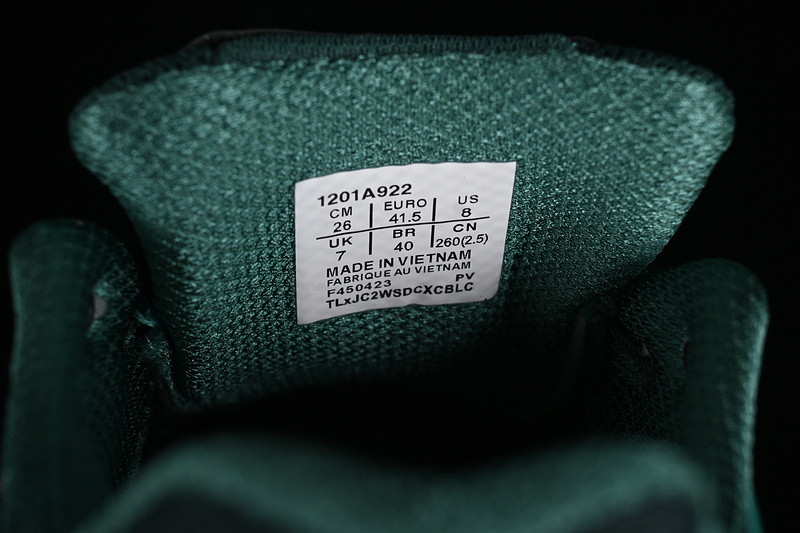 1201A922
CM EURO US
26 41.5 8
UK BR CN
7 40 260(2.5)
MADE IN VIETNAM
FABRIQUE AU VIETNAM
F450423 PV
TLxJC2WSDCXCBLC